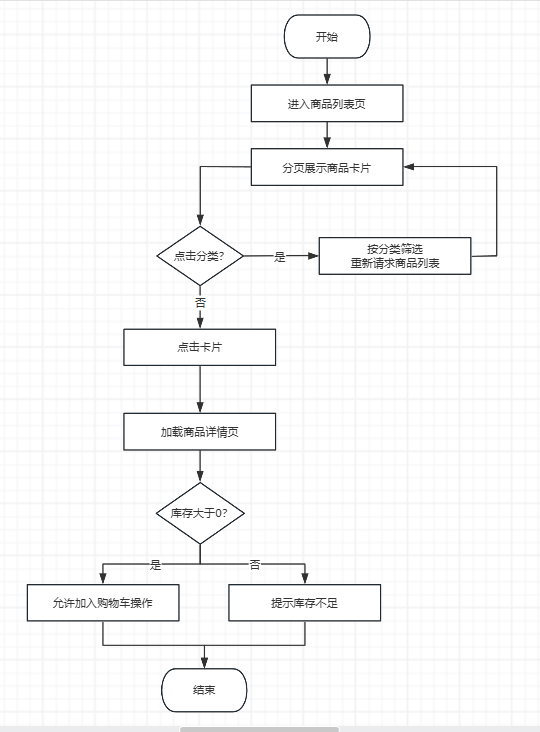 开始
进入商品列表页
分页展示商品卡片
点击分类?
是
按分类筛选
重新请求商品列表
否
点击卡片
加载商品详情页
库存大于0?
是
否
允许加入购物车操作
提示库存不足
结束